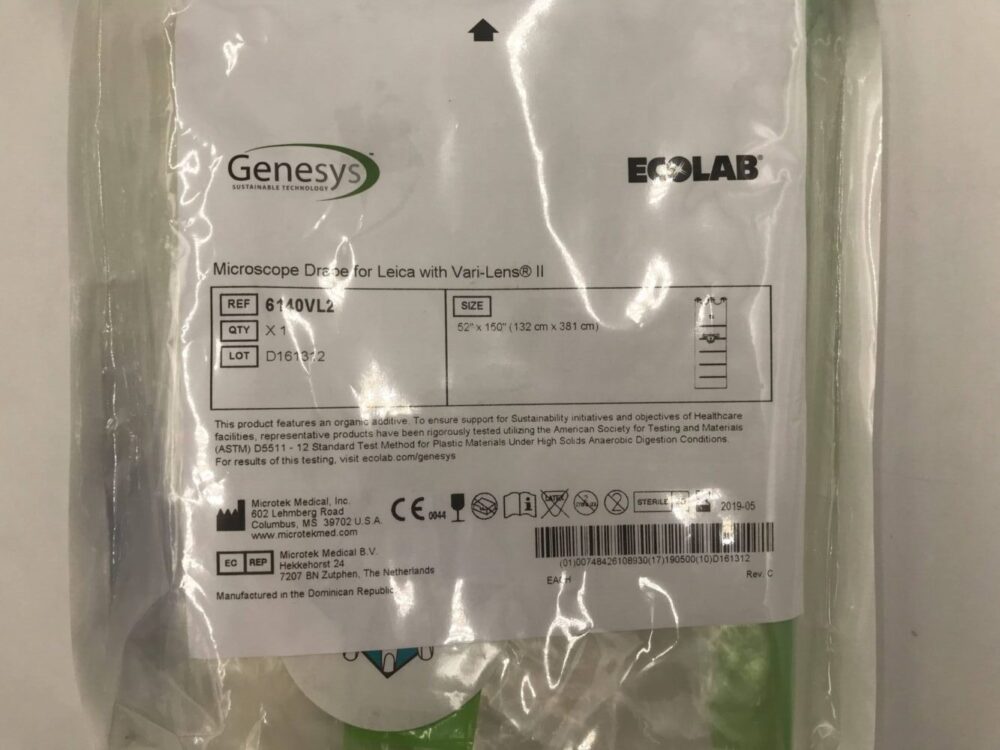 Genesys™
SUSTAINABLE TECHNOLOGY
ECOLAB®
Microscope Drape for Leica with Vari-Lens® II
REF 6140VL2
QTY X 1
LOT D161312
SIZE
52" x 150" (132 cm x 381 cm)
This product features an organic additive. To ensure support for Sustainability initiatives and objectives of Healthcare
facilities, representative products have been rigorously tested utilizing the American Society for Testing and Materials
(ASTM) D5511 - 12 Standard Test Method for Plastic Materials Under High Solids Anaerobic Digestion Conditions.
For results of this testing, visit ecolab.com/genesys
Microtek Medical, Inc.
602 Lehmberg Road
Columbus, MS 39702 U.S.A.
www.microtekmed.com
CE 0044
LATEX
2
STERILE
2019-05
EC REP
Microtek Medical B.V.
Hekkehorst 24
7207 BN Zutphen, The Netherlands
Manufactured in the Dominican Republic
(01)00748426108930(17)190500(10)D161312
EACH
Rev. C